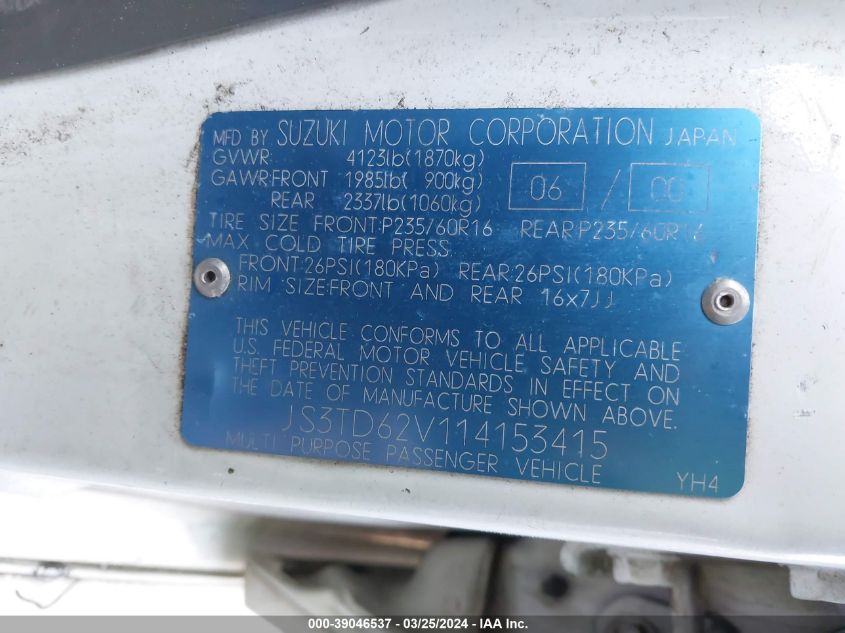 MFD BY SUZUKI MOTOR CORPORATION JAPAN
GVWR: 4123lb(1870kg)
GAWR:FRONT 1985lb( 900kg) 06 / 00
REAR 2337lb(1060kg)
TIRE SIZE FRONT:P235/60R16 REAR:P235/60R16
MAX COLD TIRE PRESS.
FRONT:26PSI(180KPa) REAR:26PSI(180KPa)
RIM SIZE:FRONT AND REAR 16x7JJ
THIS VEHICLE CONFORMS TO ALL APPLICABLE
U.S. FEDERAL MOTOR VEHICLE SAFETY AND
THEFT PREVENTION STANDARDS IN EFFECT ON
THE DATE OF MANUFACTURE SHOWN ABOVE.
JS3TD62V114153415
MULTI PURPOSE PASSENGER VEHICLE
YH4
000-39046537 - 03/25/2024 - IAA Inc.